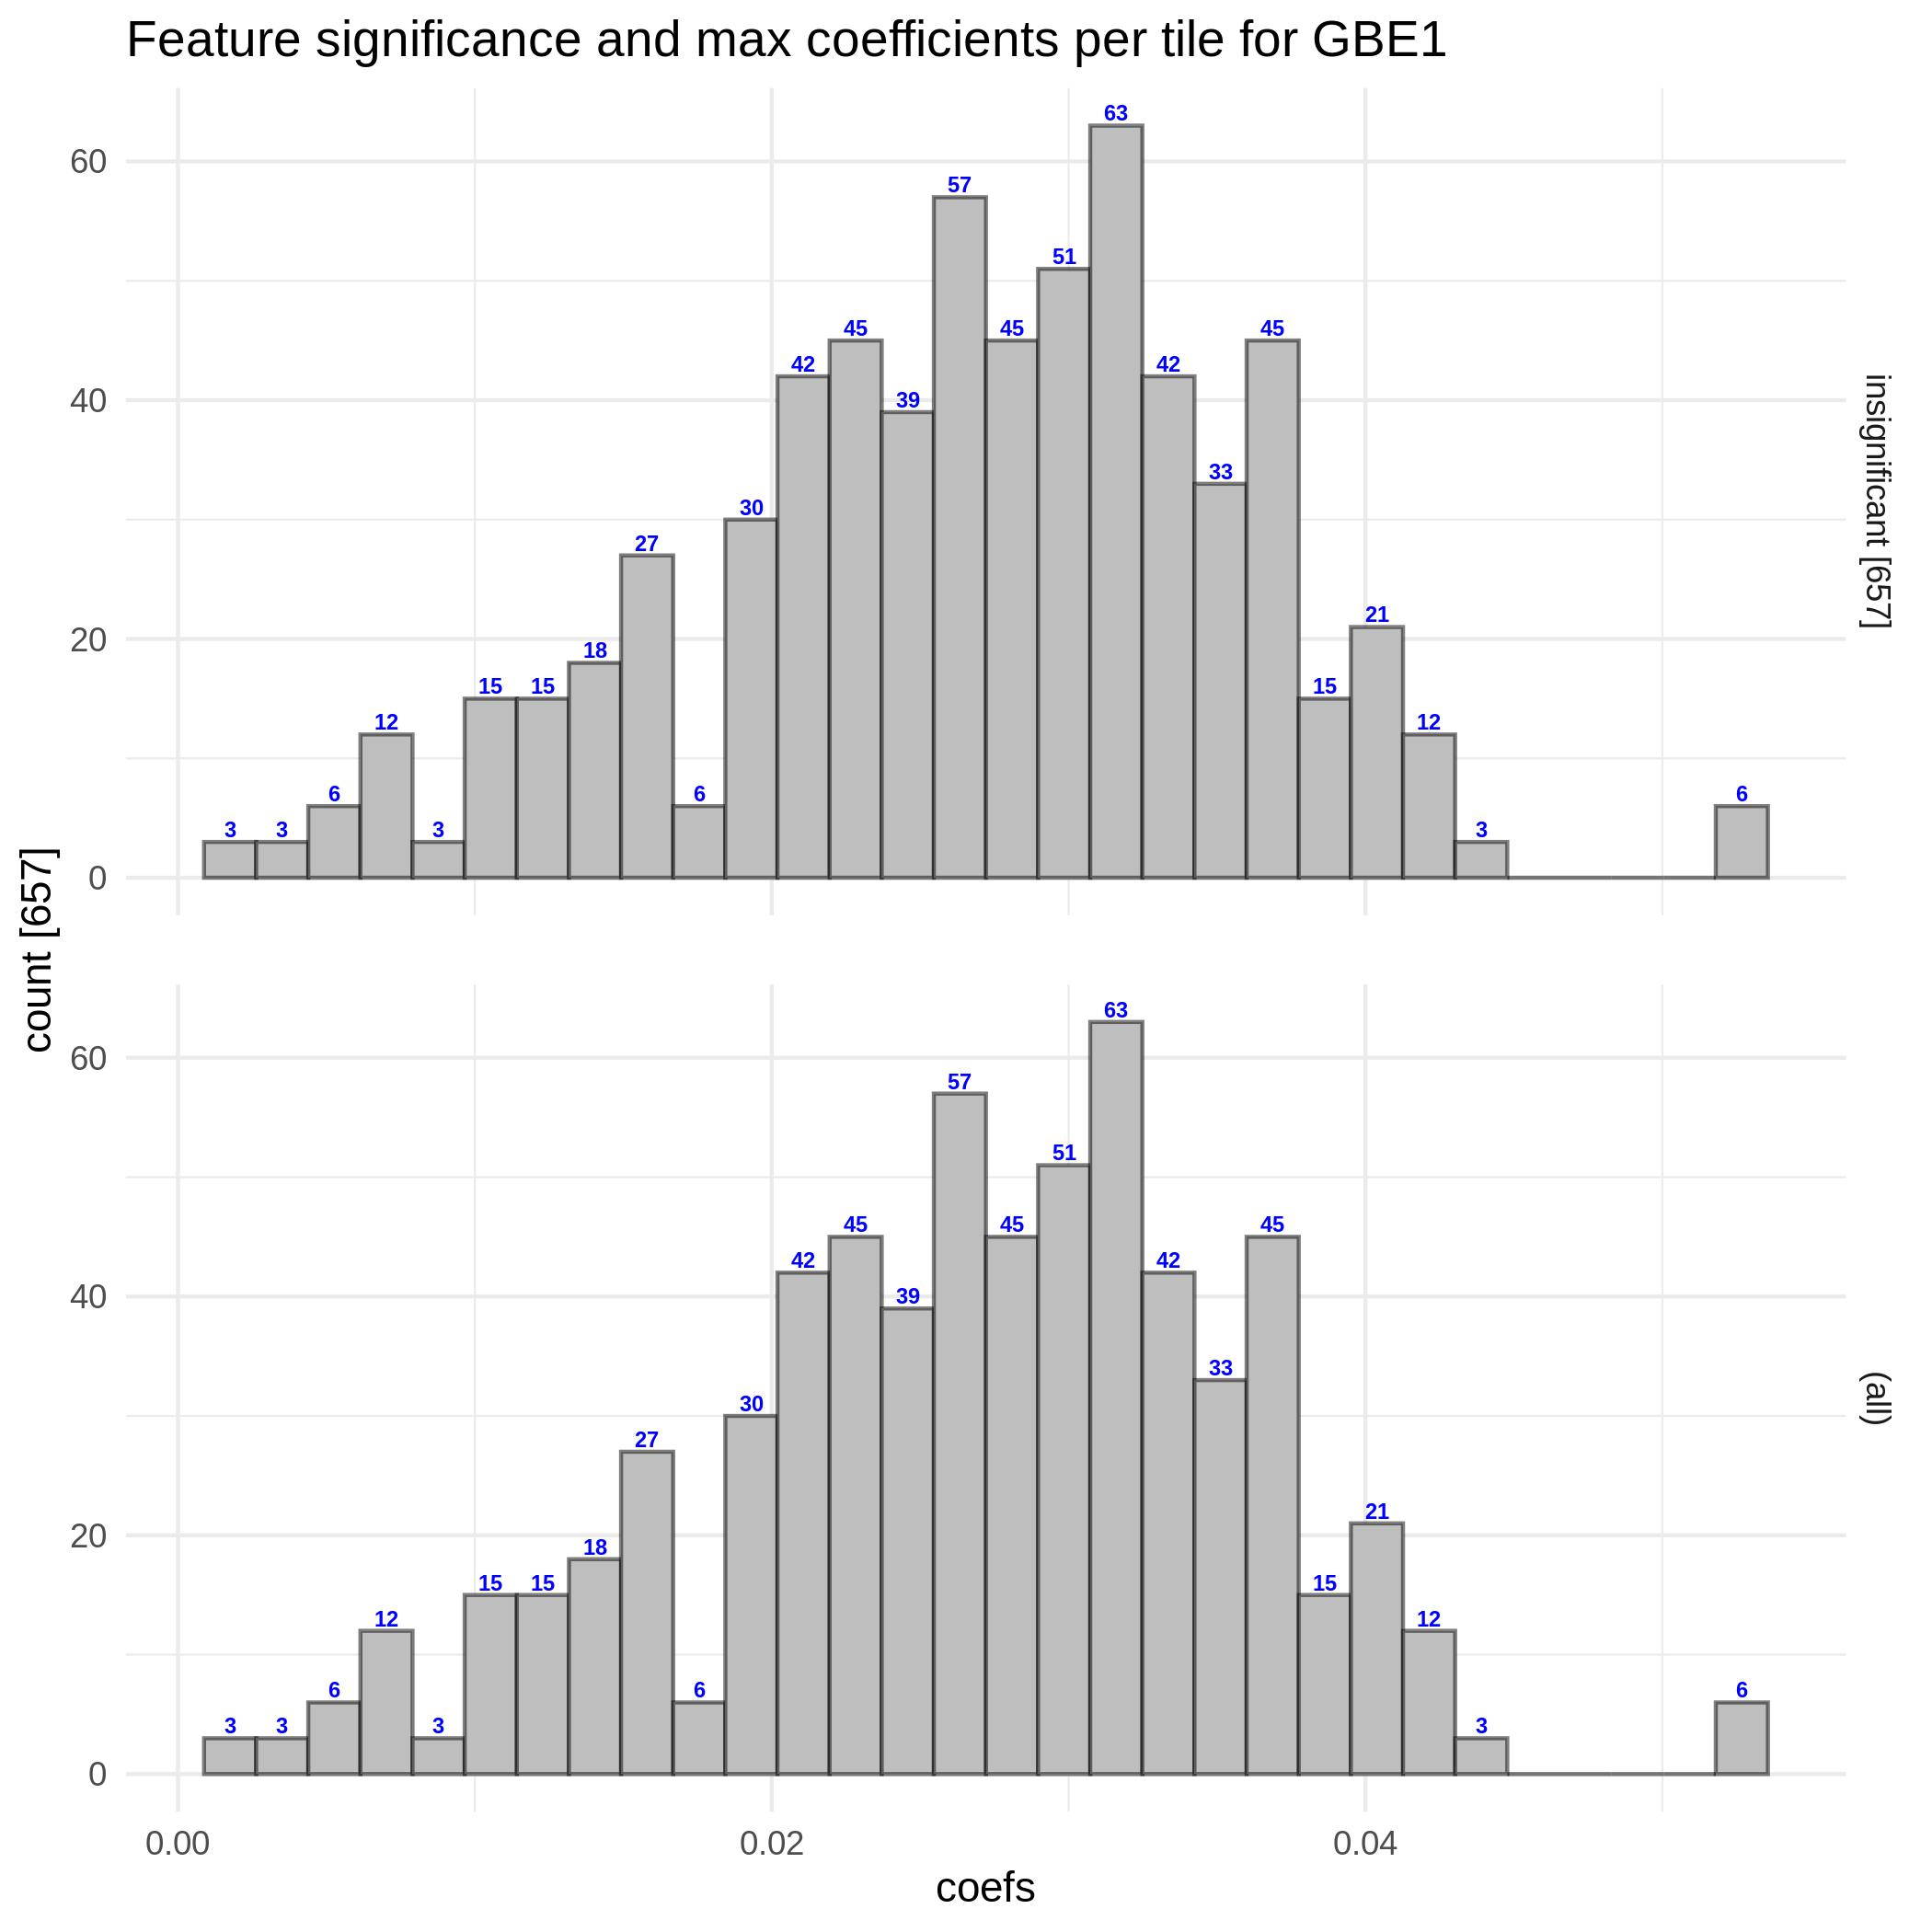 Feature significance and max coefficients per tile for GBE1
count [657]
60
40
20
0
3 3 6 12 3 15 15 18 27 6 30 42 45 39 57 45 51 63 42 33 45 15 21 12 3 6
insignificant [657]
60
40
20
0
3 3 6 12 3 15 15 18 27 6 30 42 45 39 57 45 51 63 42 33 45 15 21 12 3 6
(all)
0.00 0.02 0.04
coefs